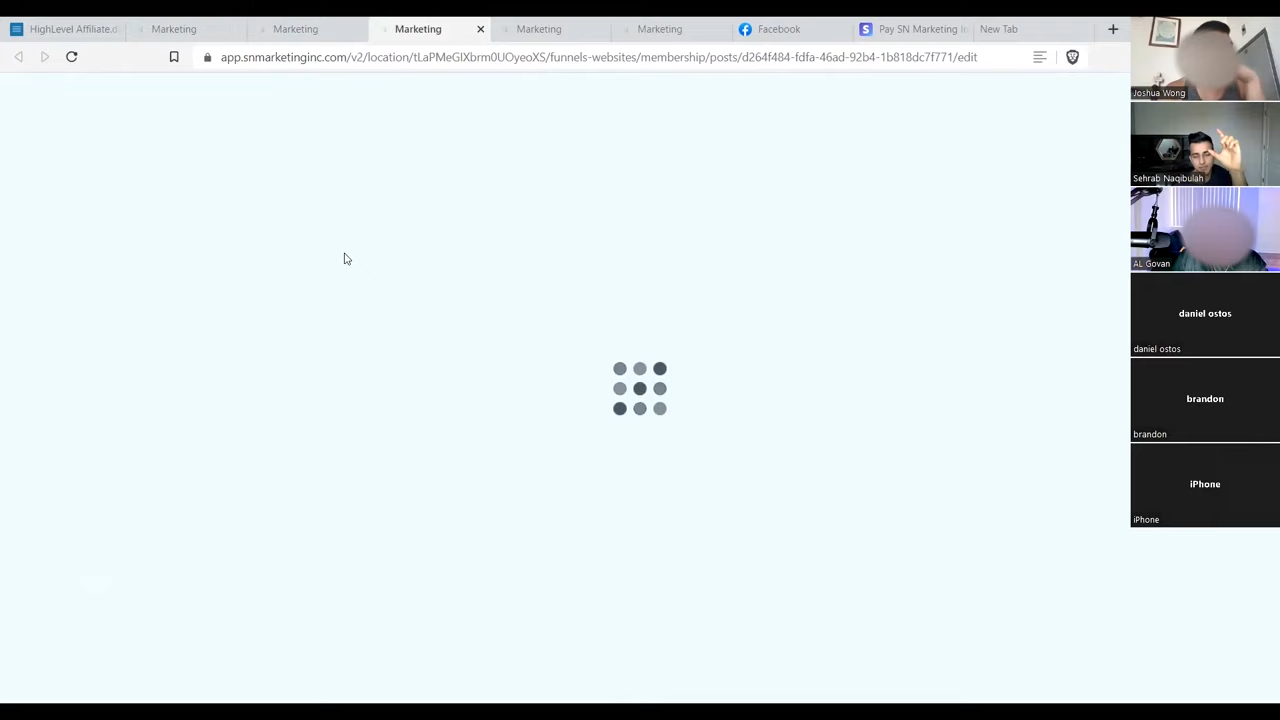 HighLevel Affiliate.d
Marketing
Marketing
Marketing
Marketing
Marketing
Facebook
Pay SN Marketing In
New Tab
app.snmarketinginc.com/v2/location/tLaPMeGIXbrm0UOyeoXS/funnels-websites/membership/posts/d264f484-fdfa-46ad-92b4-1b818dc7f771/edit
Joshua Wong
Sehrab Naqibulah
AL Govan
daniel ostos
daniel ostos
brandon
brandon
iPhone
iPhone